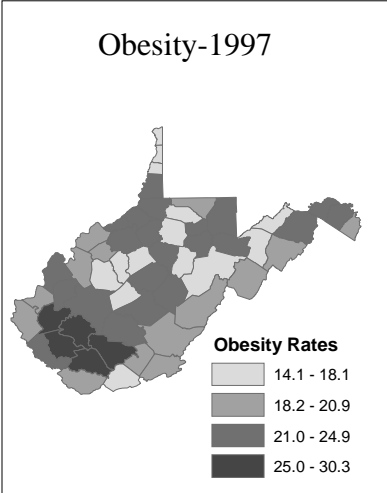 Obesity-1997
Obesity Rates
14.1 - 18.1
18.2 - 20.9
21.0 - 24.9
25.0 - 30.3